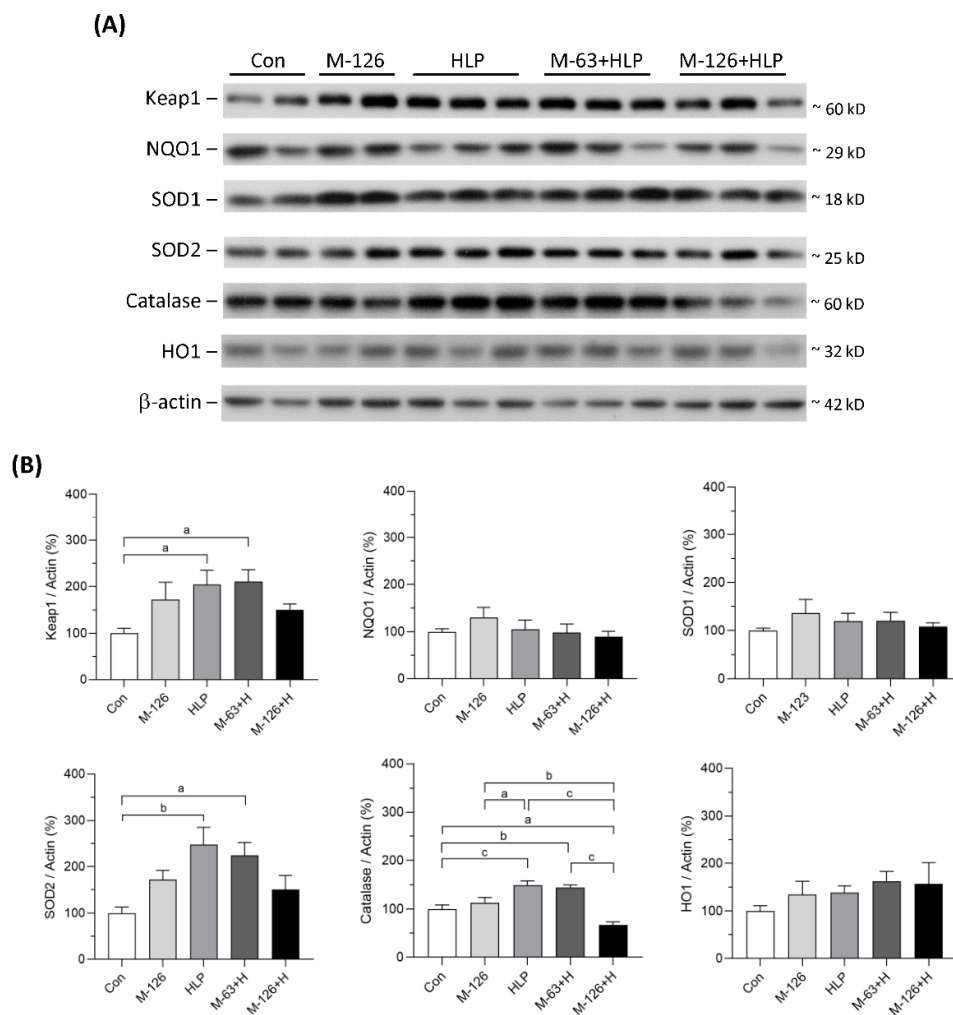 (A)
Con M-126 HLP M-63+HLP M-126+HLP
Keap1 – ~ 60 kD
NQO1 – ~ 29 kD
SOD1 – ~ 18 kD
SOD2 – ~ 25 kD
Catalase – ~ 60 kD
HO1 – ~ 32 kD
β-actin – ~ 42 kD
(B)
Keap1 / Actin (%)
400
300
200
100
0
a
a
Con M-126 HLP M-63+H M-126+H
NQO1 / Actin (%)
400
300
200
100
0
Con M-126 HLP M-63+H M-126+H
SOD1 / Actin (%)
400
300
200
100
0
Con M-123 HLP M-63+H M-126+H
SOD2 / Actin (%)
400
300
200
100
0
a
b
Con M-126 HLP M-63+H M-126+H
Catalase / Actin (%)
400
300
200
100
0
b
a c
a
b
c c
Con M-126 HLP M-63+H M-126+H
HO1 / Actin (%)
400
300
200
100
0
Con M-126 HLP M-63+H M-126+H